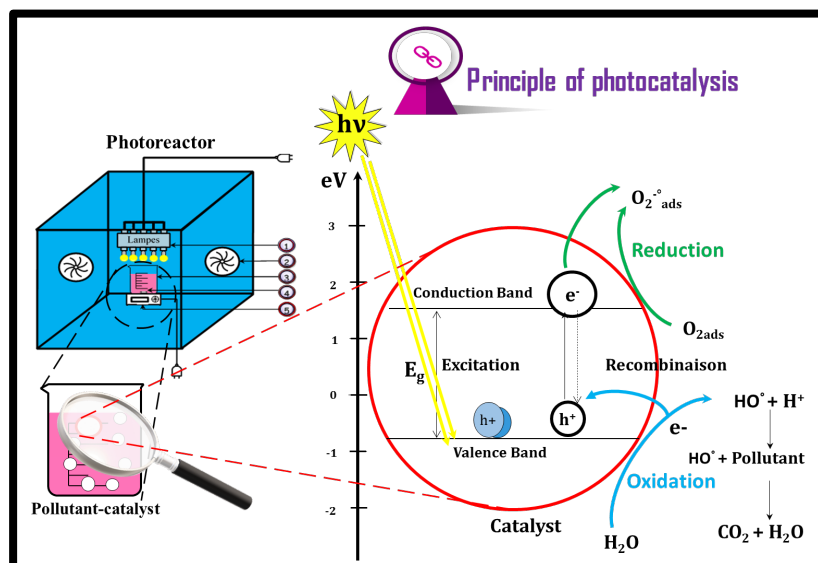 Principle of photocatalysis
Photoreactor
hν
eV
Lampes
1
2
3
4
5
3
2
1
0
-1
-2
O₂⁻°ads
Reduction
O₂ads
Conduction Band
e⁻
E_g
Excitation
Recombinaison
h+
h⁺
Valence Band
HO° + H⁺
e-
HO° + Pollutant
Oxidation
CO₂ + H₂O
H₂O
Catalyst
Pollutant-catalyst